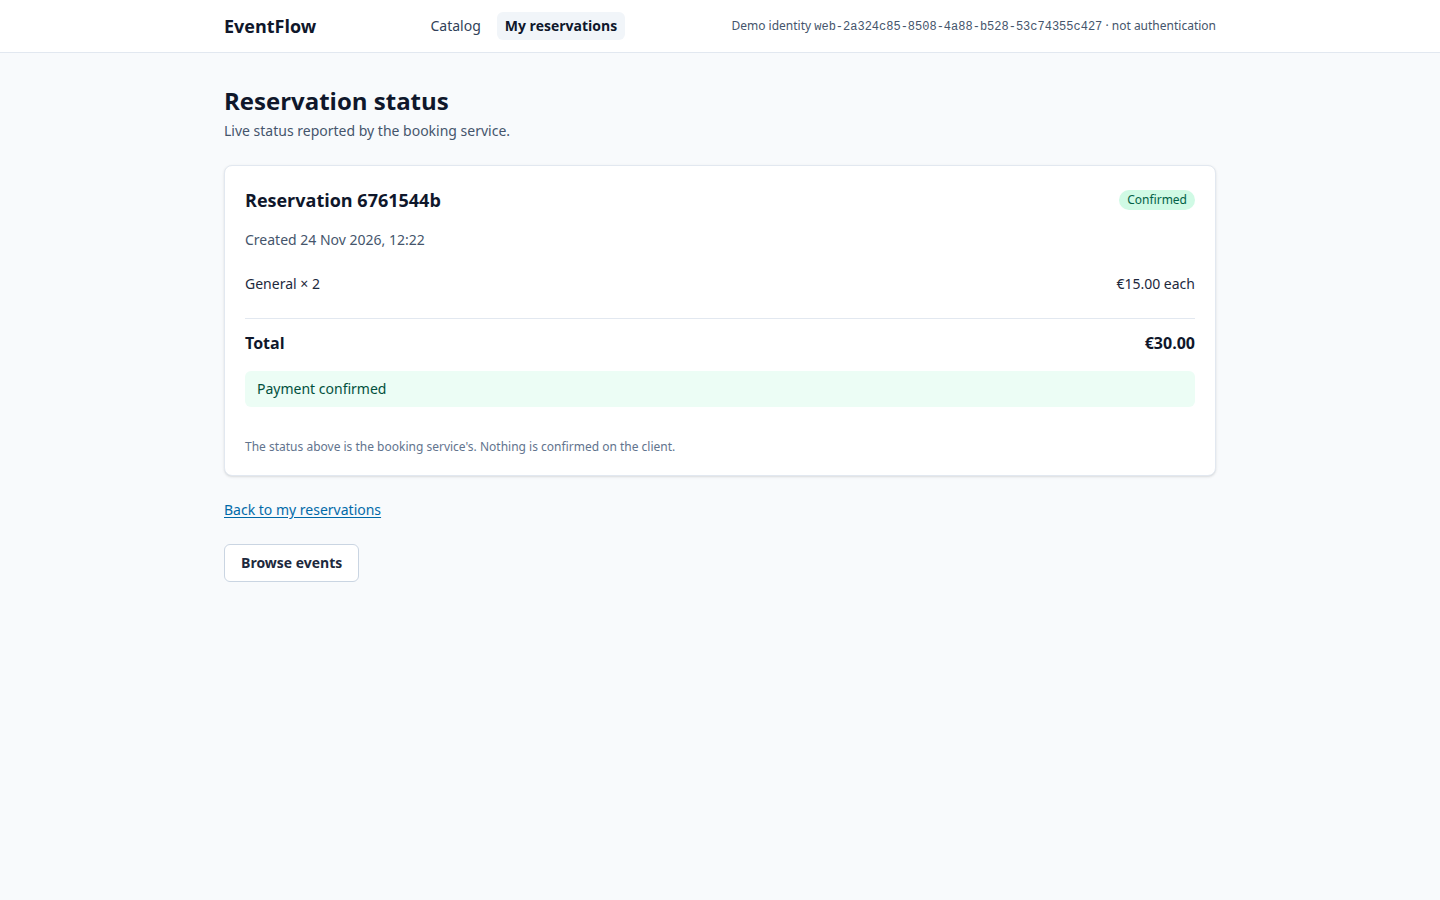 EventFlow
Catalog
My reservations
Demo identity web-2a324c85-8508-4a88-b528-53c74355c427 · not authentication
Reservation status
Live status reported by the booking service.
Reservation 6761544b
Confirmed
Created 24 Nov 2026, 12:22
General × 2
€15.00 each
Total
€30.00
Payment confirmed
The status above is the booking service's. Nothing is confirmed on the client.
Back to my reservations
Browse events